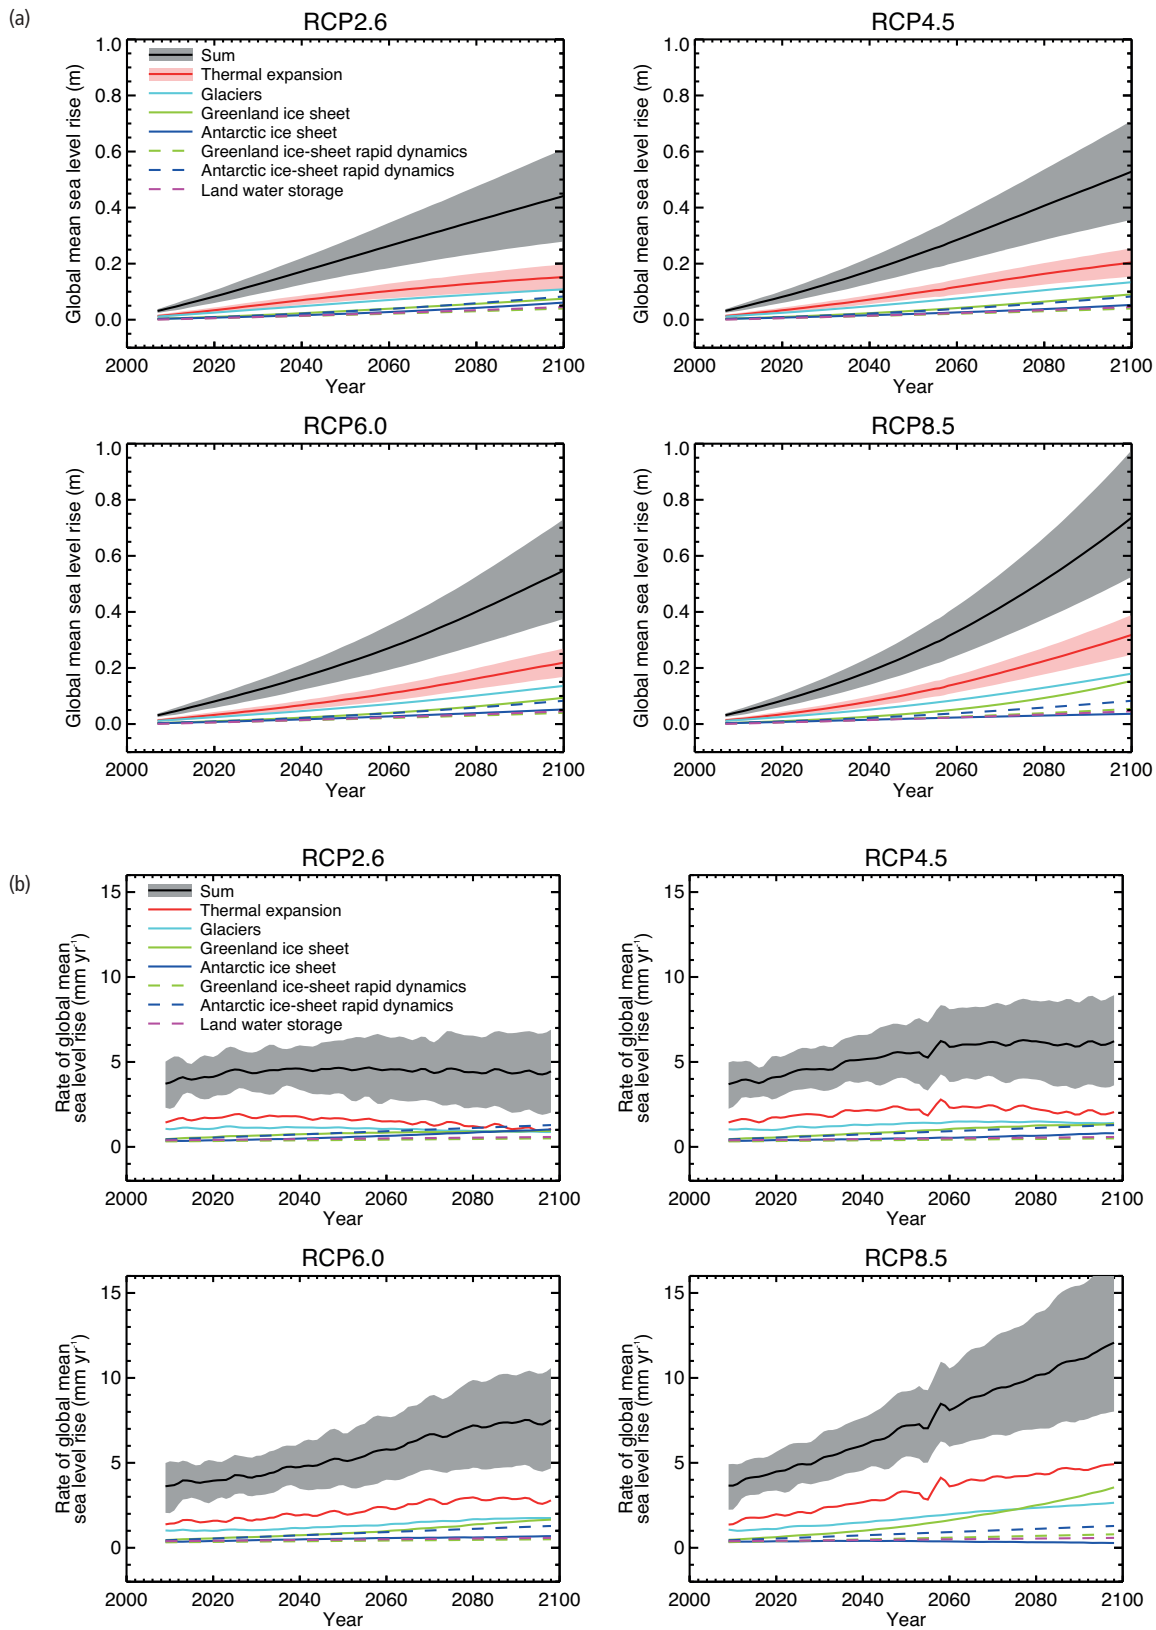 (a)
RCP2.6
Global mean sea level rise (m)
1.0
0.8
0.6
0.4
0.2
0.0
Sum
Thermal expansion
Glaciers
Greenland ice sheet
Antarctic ice sheet
Greenland ice-sheet rapid dynamics
Antarctic ice-sheet rapid dynamics
Land water storage
2000 2020 2040 2060 2080 2100
Year
RCP4.5
Global mean sea level rise (m)
1.0
0.8
0.6
0.4
0.2
0.0
2000 2020 2040 2060 2080 2100
Year
RCP6.0
Global mean sea level rise (m)
1.0
0.8
0.6
0.4
0.2
0.0
2000 2020 2040 2060 2080 2100
Year
RCP8.5
Global mean sea level rise (m)
1.0
0.8
0.6
0.4
0.2
0.0
2000 2020 2040 2060 2080 2100
Year
(b)
RCP2.6
Rate of global mean
sea level rise (mm yr⁻¹)
15
10
5
0
Sum
Thermal expansion
Glaciers
Greenland ice sheet
Antarctic ice sheet
Greenland ice-sheet rapid dynamics
Antarctic ice-sheet rapid dynamics
Land water storage
2000 2020 2040 2060 2080 2100
Year
RCP4.5
Rate of global mean
sea level rise (mm yr⁻¹)
15
10
5
0
2000 2020 2040 2060 2080 2100
Year
RCP6.0
Rate of global mean
sea level rise (mm yr⁻¹)
15
10
5
0
2000 2020 2040 2060 2080 2100
Year
RCP8.5
Rate of global mean
sea level rise (mm yr⁻¹)
15
10
5
0
2000 2020 2040 2060 2080 2100
Year